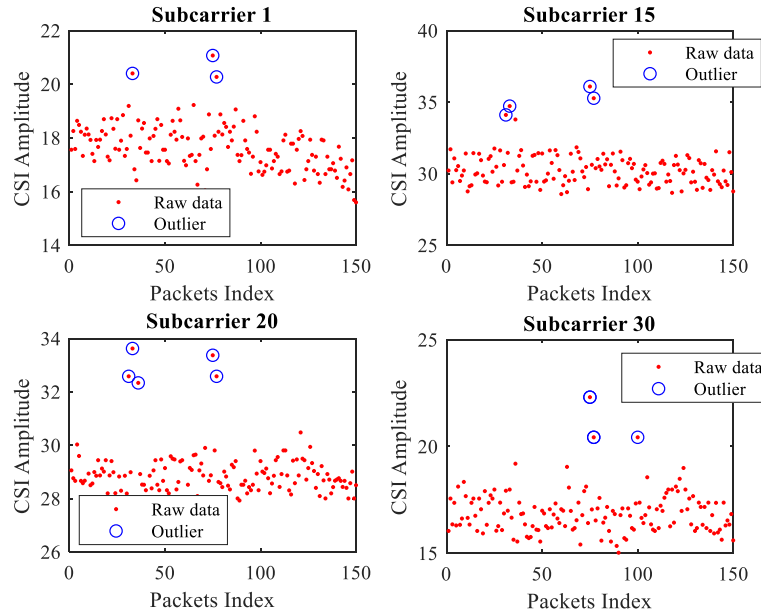 Subcarrier 1
22
20
18
16
14
CSI Amplitude
Raw data
Outlier
0
50
100
150
Packets Index
Subcarrier 15
40
35
30
25
CSI Amplitude
Raw data
Outlier
0
50
100
150
Packets Index
Subcarrier 20
34
32
30
28
26
CSI Amplitude
Raw data
Outlier
0
50
100
150
Packets Index
Subcarrier 30
25
20
15
CSI Amplitude
Raw data
Outlier
0
50
100
150
Packets Index